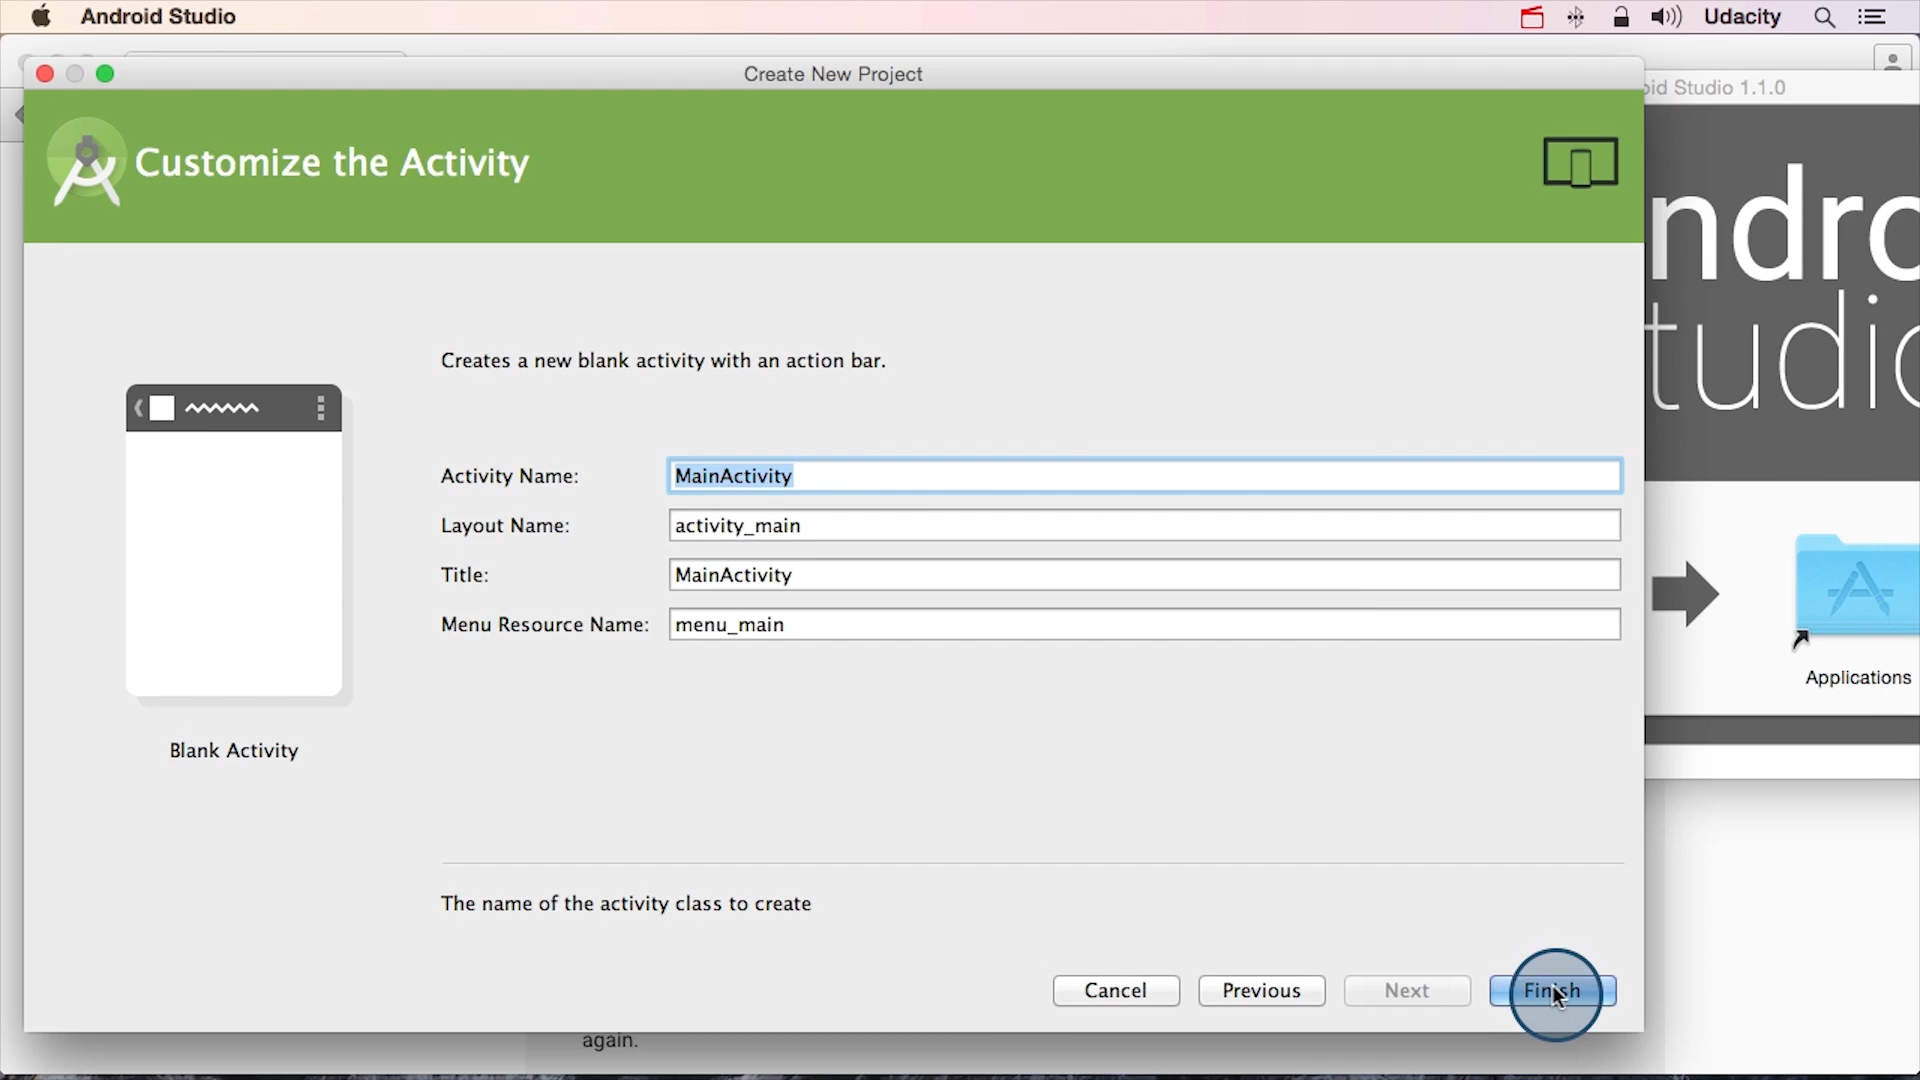 Android Studio
Udacity
Create New Project
oid Studio 1.1.0
Customize the Activity
ndro
tudio
Creates a new blank activity with an action bar.
Activity Name:
MainActivity
Layout Name:
activity_main
Title:
MainActivity
Menu Resource Name:
menu_main
Applications
Blank Activity
The name of the activity class to create
Cancel
Previous
Next
Finish
again.